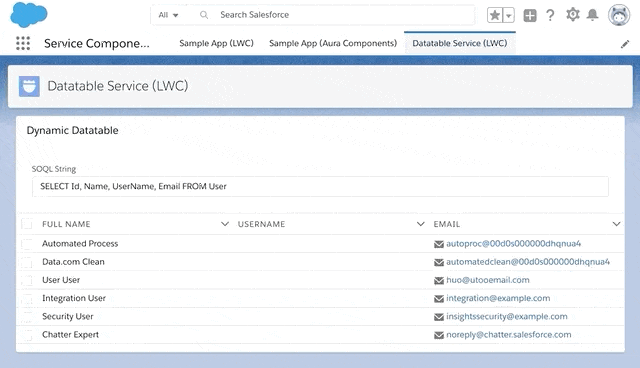 All
Search Salesforce
Service Compone...
Sample App (LWC)
Sample App (Aura Components)
Datatable Service (LWC)
Datatable Service (LWC)
Dynamic Datatable
SOQL String
SELECT Id, Name, UserName, Email FROM User
FULL NAME USERNAME EMAIL
Automated Process autoproc@00d0s000000dhqnua4
Data.com Clean automatedclean@00d0s000000dhqnua4
User User huo@utooemail.com
Integration User integration@example.com
Security User insightssecurity@example.com
Chatter Expert noreply@chatter.salesforce.com